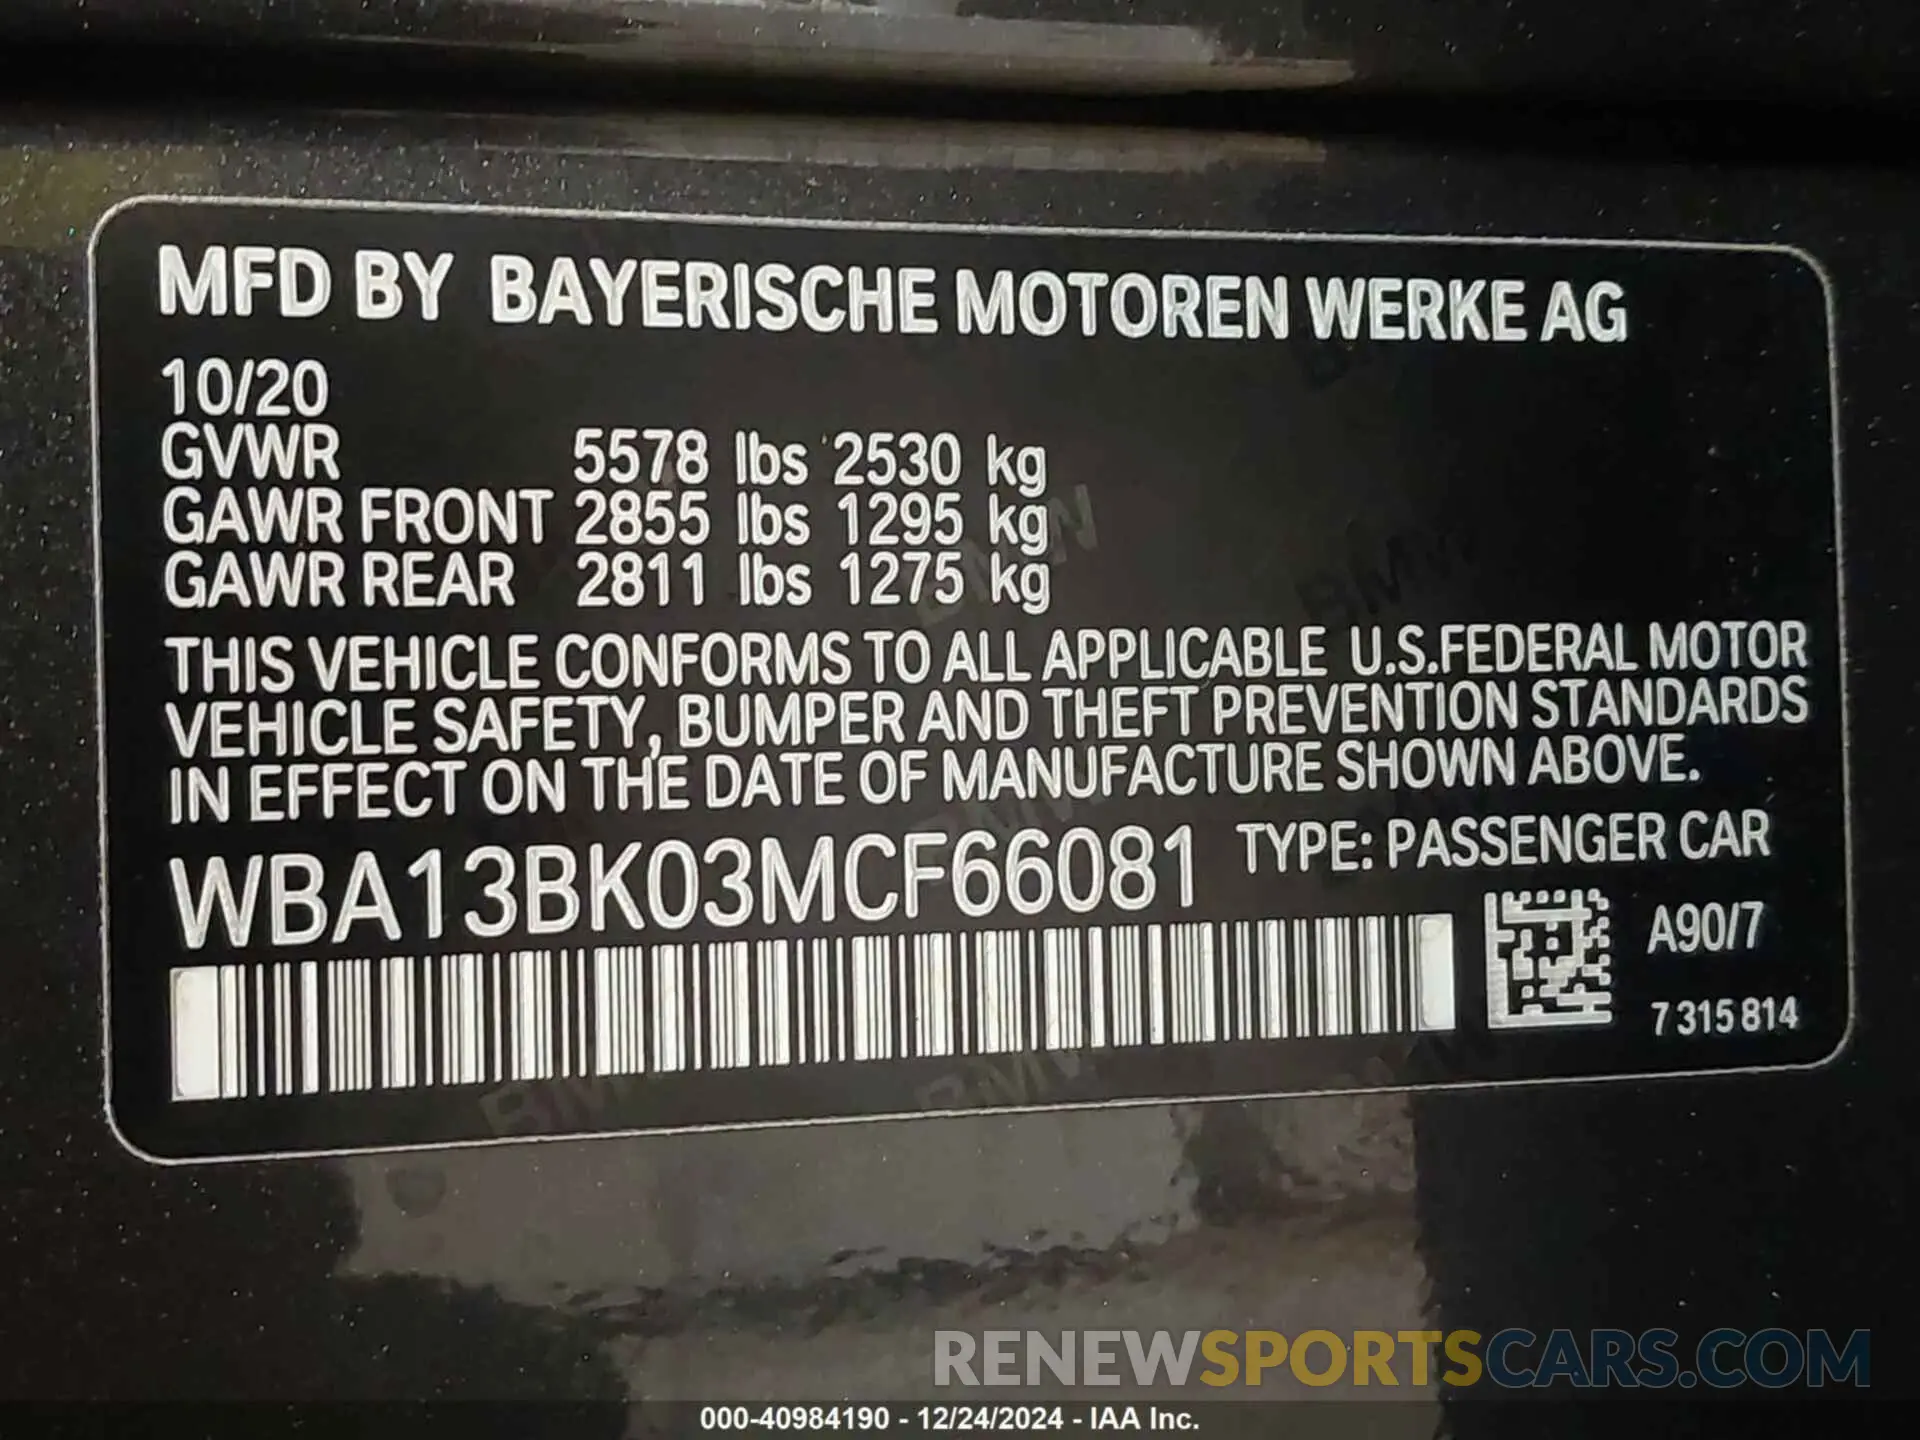 MFD BY BAYERISCHE MOTOREN WERKE AG
10/20
GVWR 5578 lbs 2530 kg
GAWR FRONT 2855 lbs 1295 kg
GAWR REAR 2811 lbs 1275 kg
THIS VEHICLE CONFORMS TO ALL APPLICABLE U.S.FEDERAL MOTOR
VEHICLE SAFETY, BUMPER AND THEFT PREVENTION STANDARDS
IN EFFECT ON THE DATE OF MANUFACTURE SHOWN ABOVE.
WBA13BK03MCF66081 TYPE: PASSENGER CAR
A90/7
7 315 814
RENEWSPORTSCARS.COM
000-40984190 - 12/24/2024 - IAA Inc.